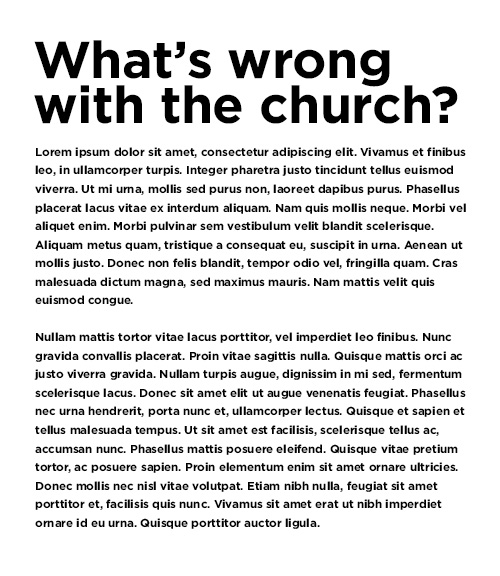 What’s wrong
with the church?
Lorem ipsum dolor sit amet, consectetur adipiscing elit. Vivamus et finibus
leo, in ullamcorper turpis. Integer pharetra justo tincidunt tellus euismod
viverra. Ut mi urna, mollis sed purus non, laoreet dapibus purus. Phasellus
placerat lacus vitae ex interdum aliquam. Nam quis mollis neque. Morbi vel
aliquet enim. Morbi pulvinar sem vestibulum velit blandit scelerisque.
Aliquam metus quam, tristique a consequat eu, suscipit in urna. Aenean ut
mollis justo. Donec non felis blandit, tempor odio vel, fringilla quam. Cras
malesuada dictum magna, sed maximus mauris. Nam mattis velit quis
euismod congue.
Nullam mattis tortor vitae lacus porttitor, vel imperdiet leo finibus. Nunc
gravida convallis placerat. Proin vitae sagittis nulla. Quisque mattis orci ac
justo viverra gravida. Nullam turpis augue, dignissim in mi sed, fermentum
scelerisque lacus. Donec sit amet elit ut augue venenatis feugiat. Phasellus
nec urna hendrerit, porta nunc et, ullamcorper lectus. Quisque et sapien et
tellus malesuada tempus. Ut sit amet est facilisis, scelerisque tellus ac,
accumsan nunc. Phasellus mattis posuere eleifend. Quisque vitae pretium
tortor, ac posuere sapien. Proin elementum enim sit amet ornare ultricies.
Donec mollis nec nisl vitae volutpat. Etiam nibh nulla, feugiat sit amet
porttitor et, facilisis quis nunc. Vivamus sit amet erat ut nibh imperdiet
ornare id eu urna. Quisque porttitor auctor ligula.